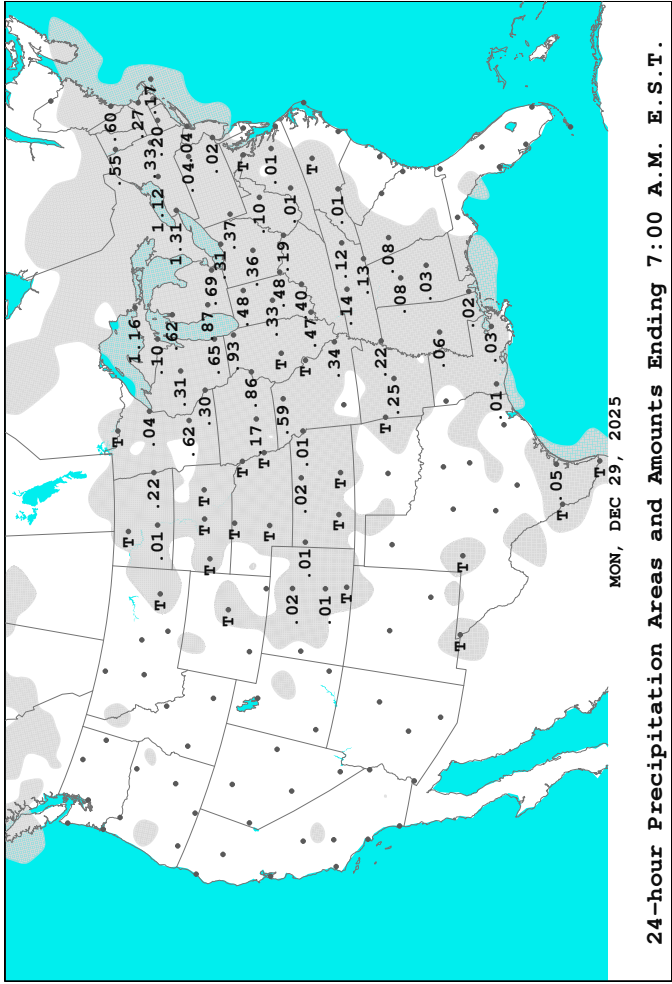 T
.55
.60
T
1.16
.27
.04
.17
.22
.01
.10
1.12
.33
.20
T
.62
1.31
.31
.04
.04
.62
T
T
.30
T
.65
.87
.69
.31
.02
T
.37
T
T
.93
.48
T
.86
.36
.17
.10
T
T
.33
.01
T
.48
.59
.19
.02
.01
.02
.01
.40
.01
T
.47
T
.01
.34
.01
T
T
.12
T
.14
.13
.22
T
.08
.25
.08
.03
.06
T
T
.02
.03
.01
.05
T
T
MON, DEC 29, 2025
24-hour Precipitation Areas and Amounts Ending 7:00 A.M. E.S.T.